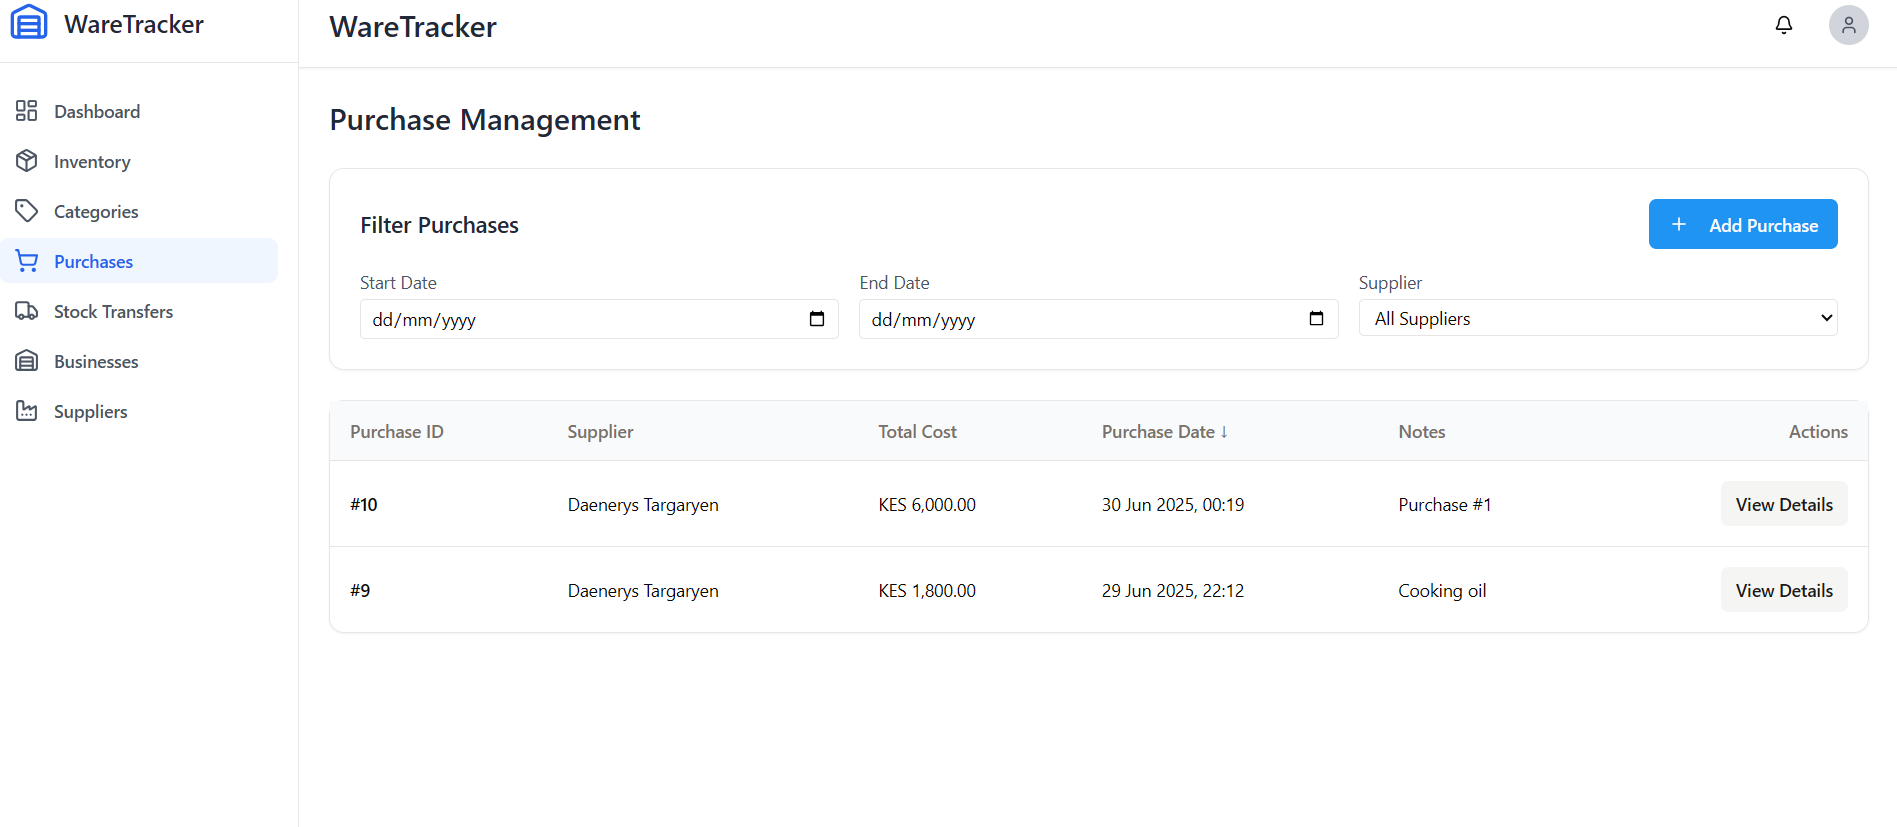 WareTracker
Dashboard
Inventory
Categories
Purchases
Stock Transfers
Businesses
Suppliers
WareTracker
Purchase Management
Filter Purchases
+ Add Purchase
Start Date End Date Supplier
dd/mm/yyyy dd/mm/yyyy All Suppliers
Purchase ID Supplier Total Cost Purchase Date ↓ Notes Actions
#10 Daenerys Targaryen KES 6,000.00 30 Jun 2025, 00:19 Purchase #1 View Details
#9 Daenerys Targaryen KES 1,800.00 29 Jun 2025, 22:12 Cooking oil View Details